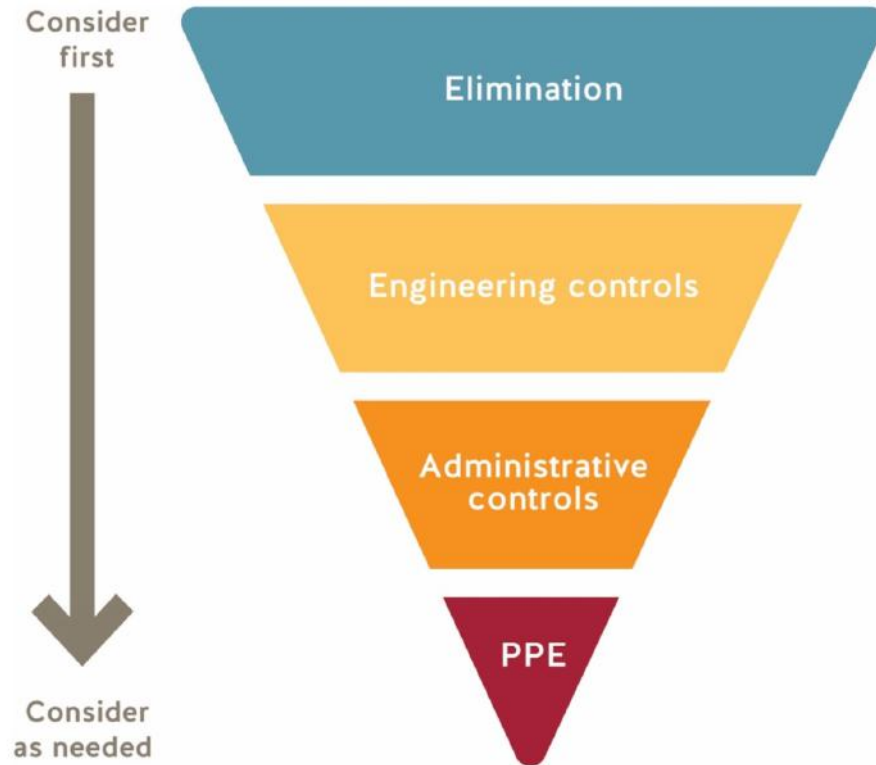 Consider
first
Elimination
Engineering controls
Administrative
controls
PPE
Consider
as needed